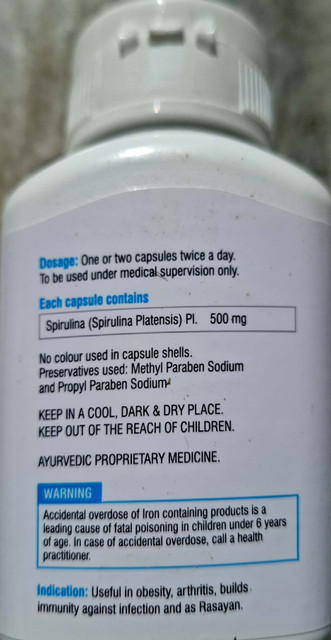 Dosage: One or two capsules twice a day.
To be used under medical supervision only.
Each capsule contains
Spirulina (Spirulina Platensis) Pl. 500 mg
No colour used in capsule shells.
Preservatives used: Methyl Paraben Sodium
and Propyl Paraben Sodium
KEEP IN A COOL, DARK & DRY PLACE.
KEEP OUT OF THE REACH OF CHILDREN.
AYURVEDIC PROPRIETARY MEDICINE.
WARNING
Accidental overdose of Iron containing products is a
leading cause of fatal poisoning in children under 6 years
of age. In case of accidental overdose, call a health
practitioner.
Indication: Useful in obesity, arthritis, builds
immunity against infection and as Rasayan.